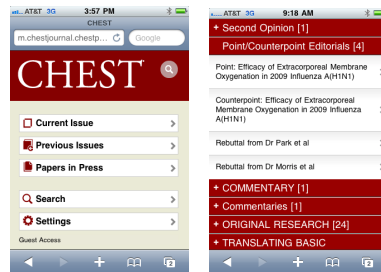 AT&T 3G 3:57 PM
CHEST
m.chestjournal.chestp...
Google
CHEST
Current Issue
Previous Issues
Papers in Press
Search
Settings
Guest Access
2
AT&T 3G 9:18 AM
+ Second Opinion [1]
Point/Counterpoint Editorials [4]
Point: Efficacy of Extracorporeal Membrane
Oxygenation in 2009 Influenza A(H1N1)
Counterpoint: Efficacy of Extracorporeal
Membrane Oxygenation in 2009 Influenza
A(H1N1)
Rebuttal from Dr Park et al
Rebuttal from Dr Morris et al
+ COMMENTARY [1]
+ Commentaries [1]
+ ORIGINAL RESEARCH [24]
+ TRANSLATING BASIC
2